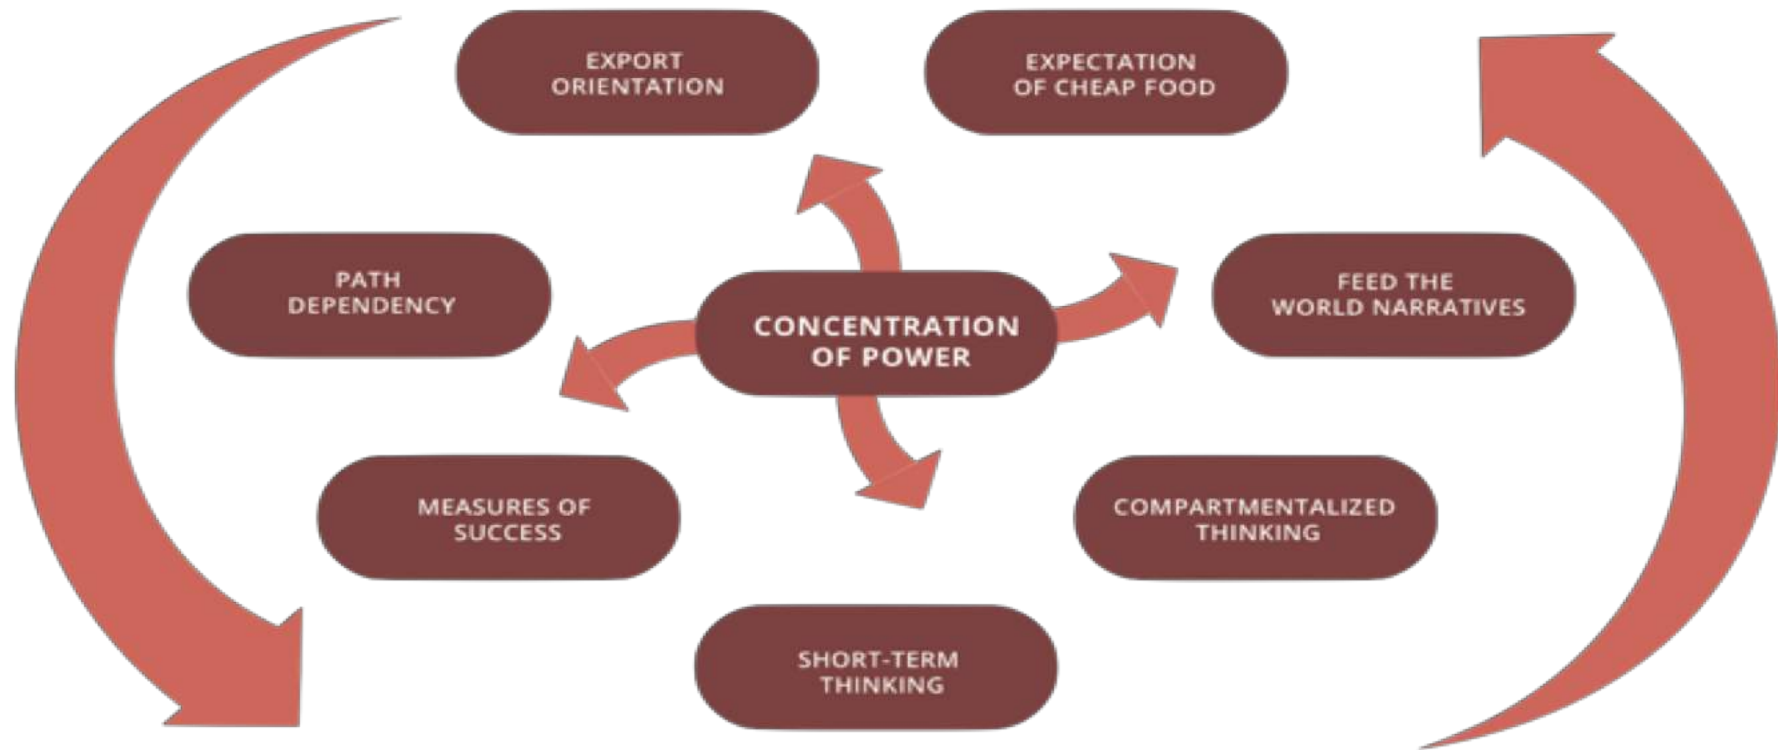 EXPORT
ORIENTATION
EXPECTATION
OF CHEAP FOOD
PATH
DEPENDENCY
FEED THE
WORLD NARRATIVES
CONCENTRATION
OF POWER
MEASURES OF
SUCCESS
COMPARTMENTALIZED
THINKING
SHORT-TERM
THINKING